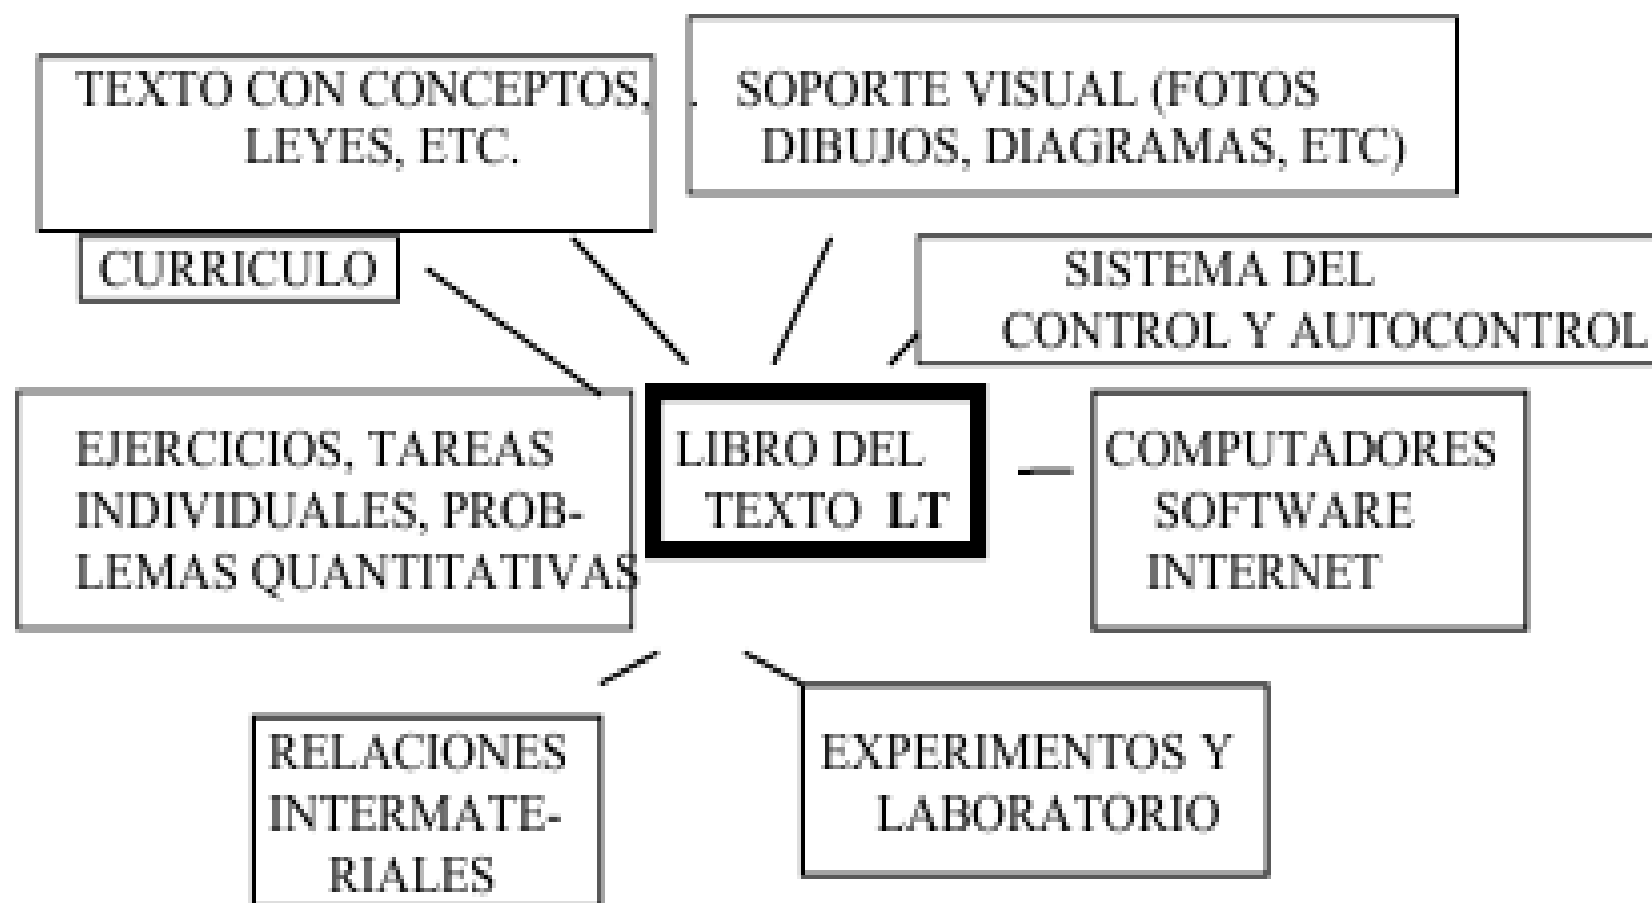 TEXTO CON CONCEPTOS,
LEYES, ETC.
. SOPORTE VISUAL (FOTOS
DIBUJOS, DIAGRAMAS, ETC)
CURRICULO
SISTEMA DEL
CONTROL Y AUTOCONTROL
EJERCICIOS, TAREAS
INDIVIDUALES, PROB-
LEMAS QUANTITATIVAS
LIBRO DEL
TEXTO LT
COMPUTADORES
SOFTWARE
INTERNET
RELACIONES
INTERMATE-
RIALES
EXPERIMENTOS Y
LABORATORIO